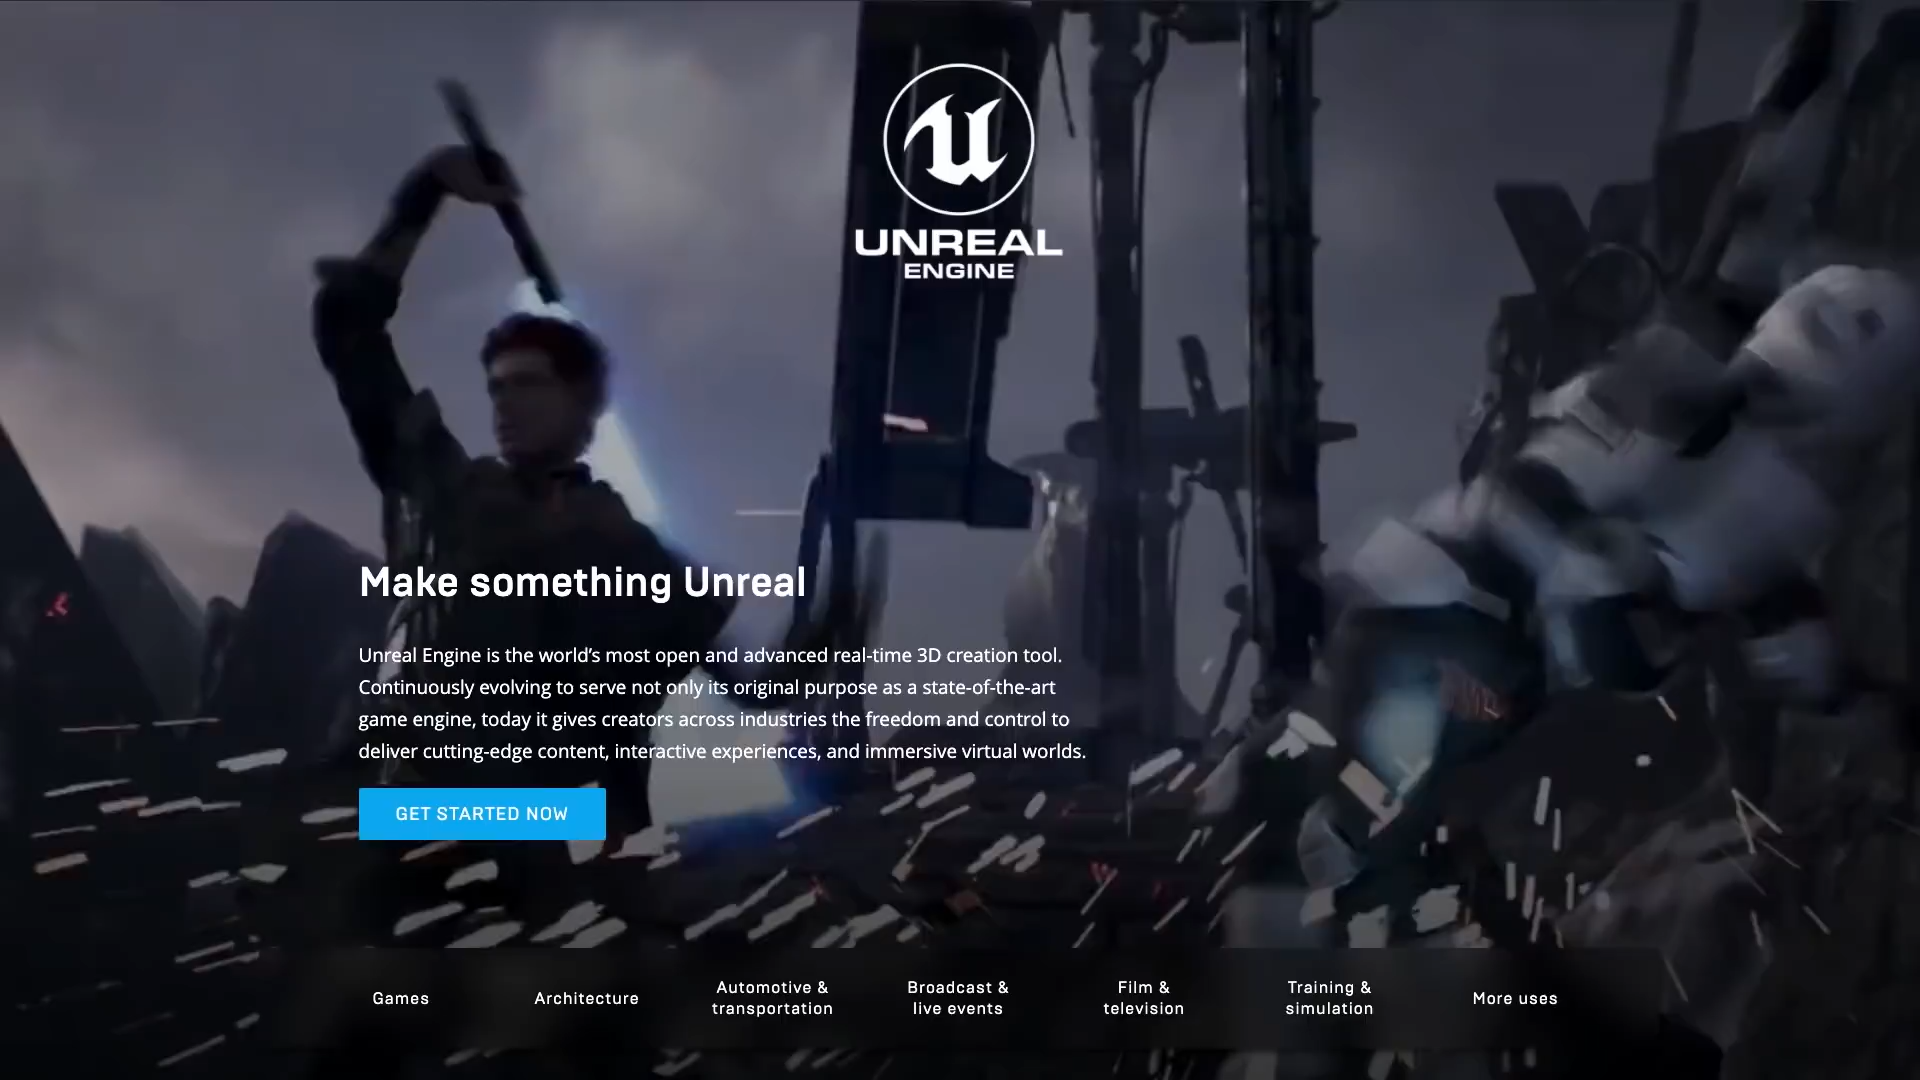 UNREAL
ENGINE
Make something Unreal
Unreal Engine is the world’s most open and advanced real-time 3D creation tool.
Continuously evolving to serve not only its original purpose as a state-of-the-art
game engine, today it gives creators across industries the freedom and control to
deliver cutting-edge content, interactive experiences, and immersive virtual worlds.
GET STARTED NOW
Games
Architecture
Automotive &
transportation
Broadcast &
live events
Film &
television
Training &
simulation
More uses